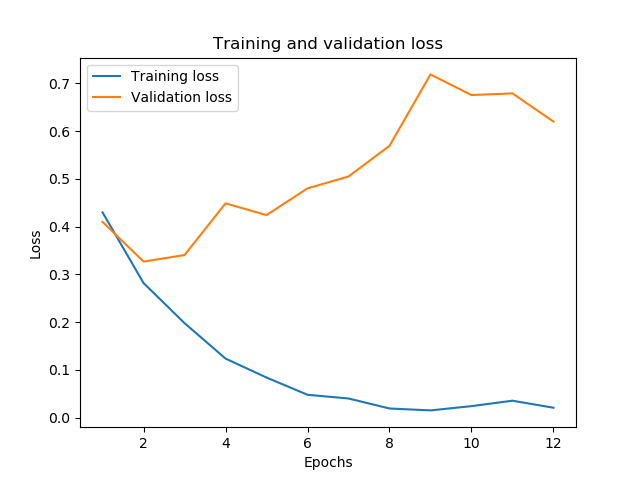 Training and validation loss
Training loss
Validation loss
0.7
0.6
0.5
0.4
0.3
0.2
0.1
0.0
Loss
2 4 6 8 10 12
Epochs